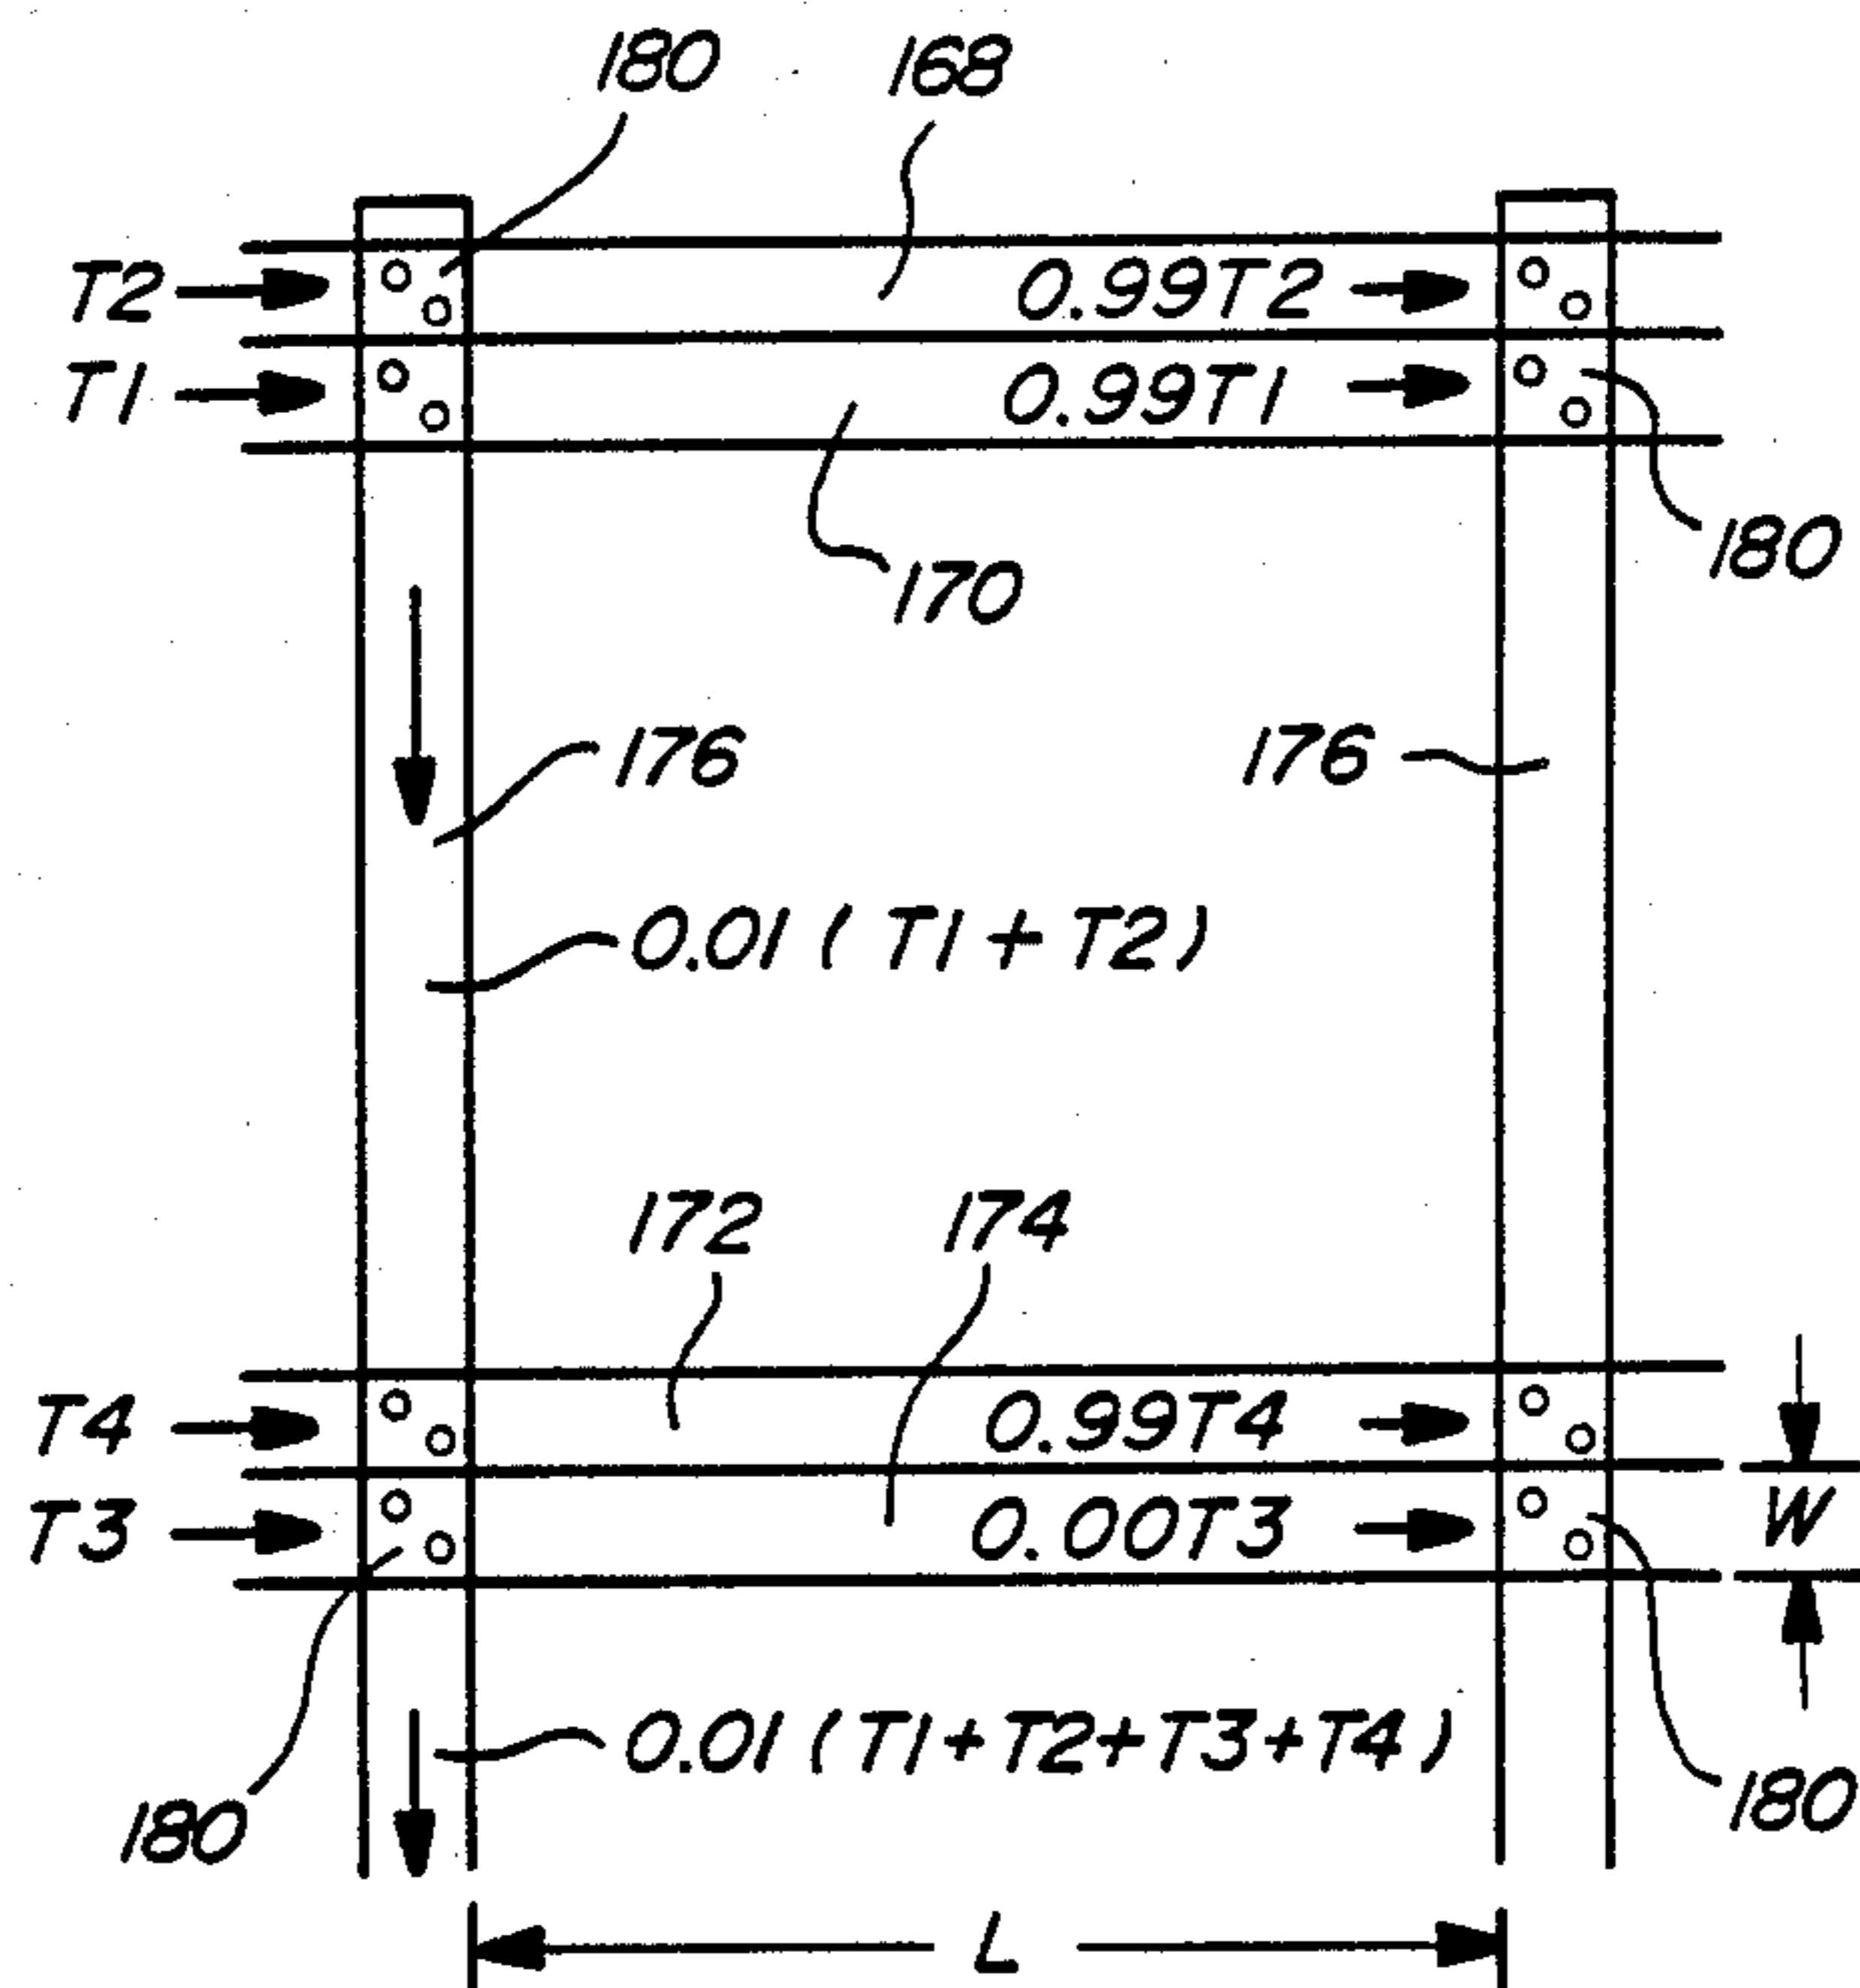 180 168
T2 0.99T2
T1 0.99T1
180
170
176 176
0.01 ( T1 + T2 )
172 174
T4 0.99T4
T3 0.00T3 W
0.01 ( T1 + T2 + T3 + T4 )
180 180
L